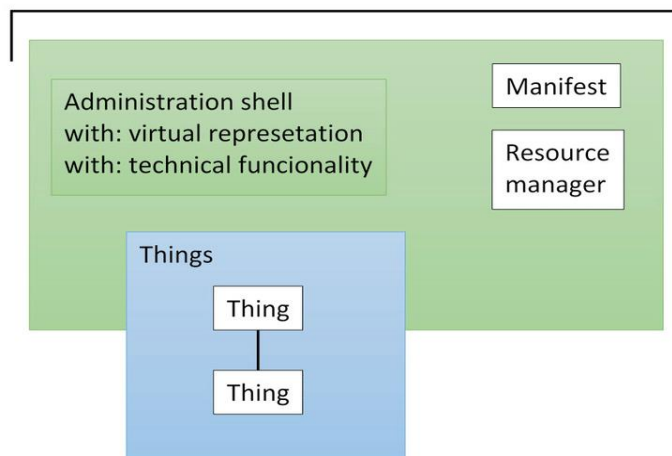 Administration shell
with: virtual represetation
with: technical funcionality
Manifest
Resource
manager
Things
Thing
Thing